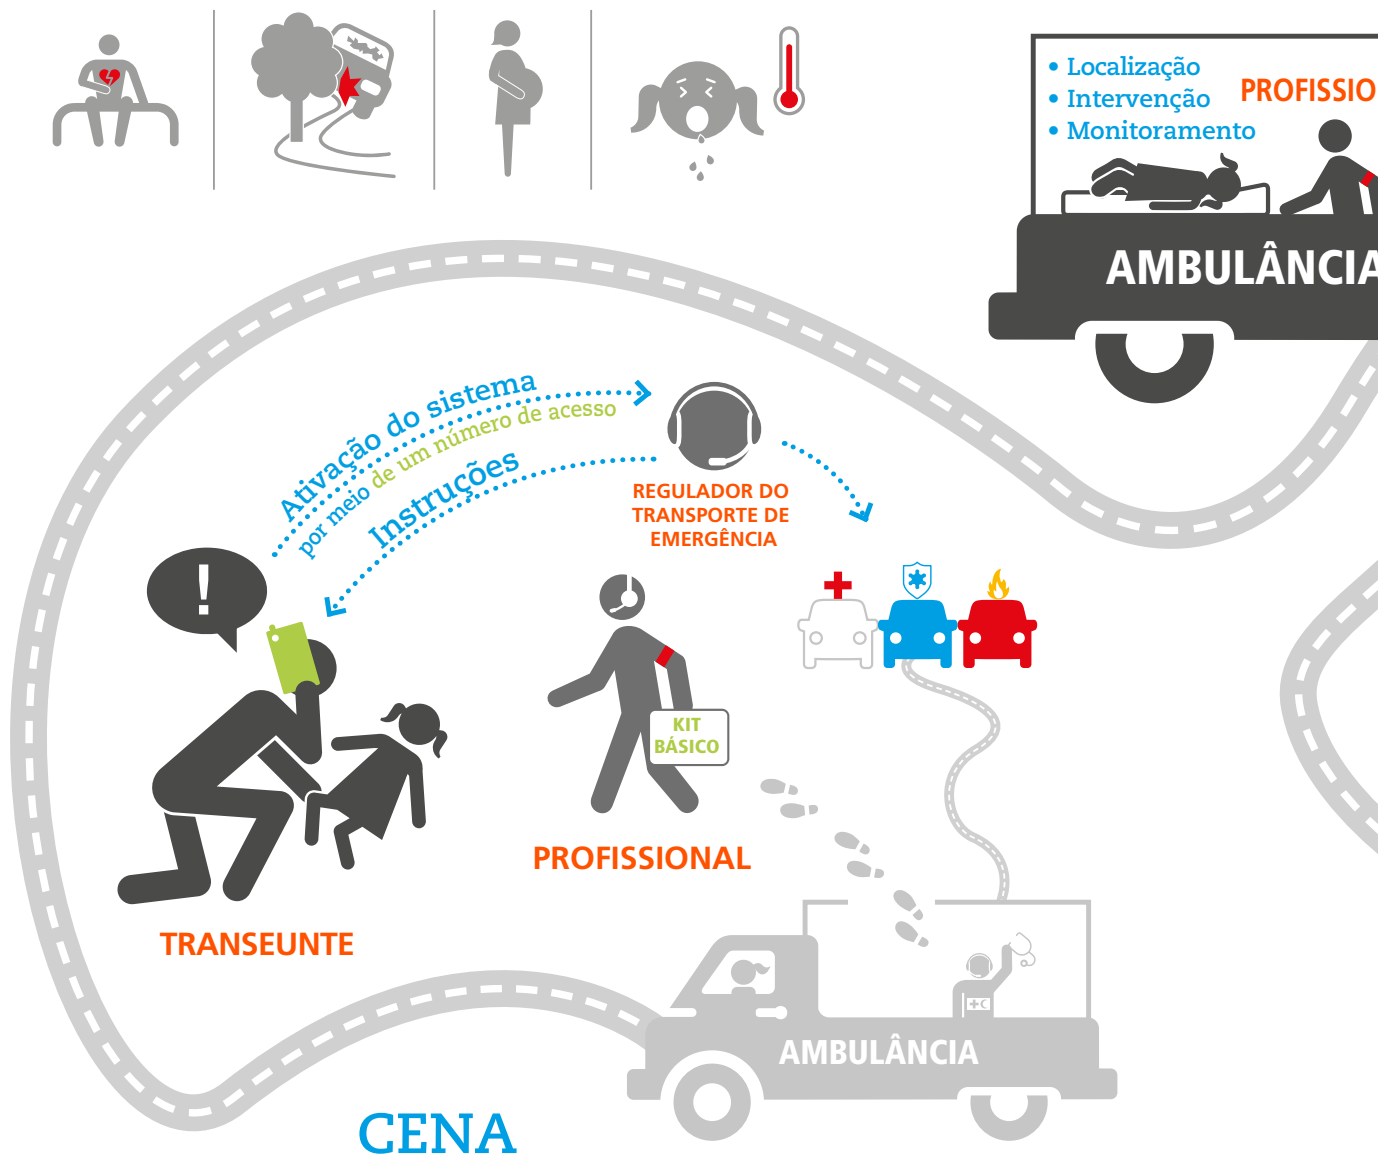 • Localização
• Intervenção
• Monitoramento
AMBULÂNCIA
Ativação do sistema
por meio de um número de acesso
Instruções
REGULADOR DO
TRANSPORTE DE
EMERGÊNCIA
!
KIT
BÁSICO
PROFISSIONAL
TRANSEUNTE
AMBULÂNCIA
CENA